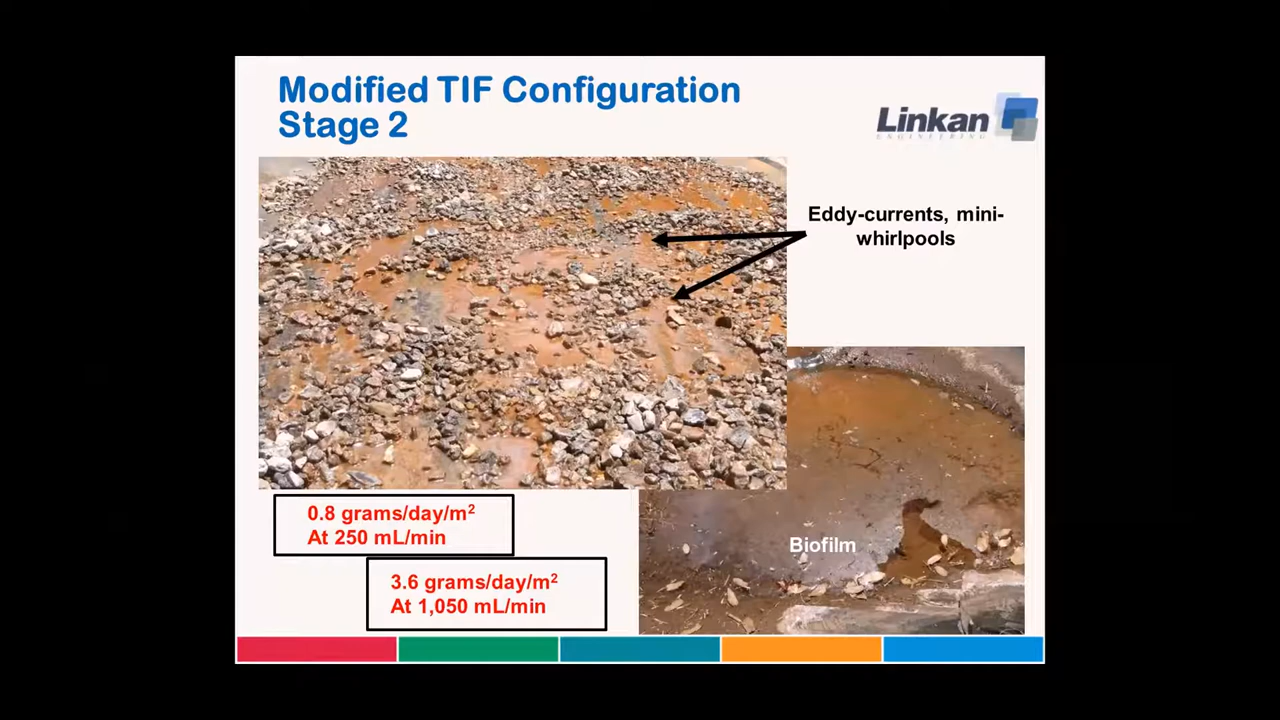 Modified TIF Configuration
Stage 2
Linkan
ENGINEERING
Eddy-currents, mini-
whirlpools
Biofilm
0.8 grams/day/m²
At 250 mL/min
3.6 grams/day/m²
At 1,050 mL/min